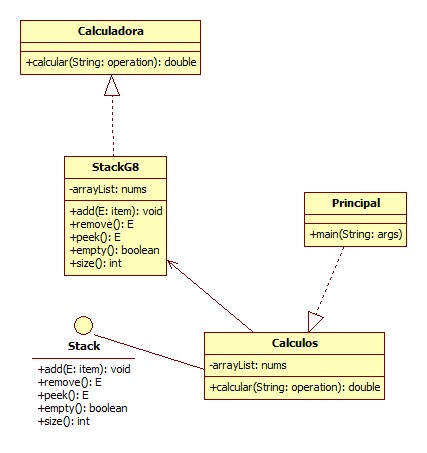 Calculadora
+calcular(String: operation): double
StackG8
-arrayList: nums
+add(E: item): void
+remove(): E
+peek(): E
+empty(): boolean
+size(): int
Principal
+main(String: args)
Stack
+add(E: item): void
+remove(): E
+peek(): E
+empty(): boolean
+size(): int
Calculos
-arrayList: nums
+calcular(String: operation): double